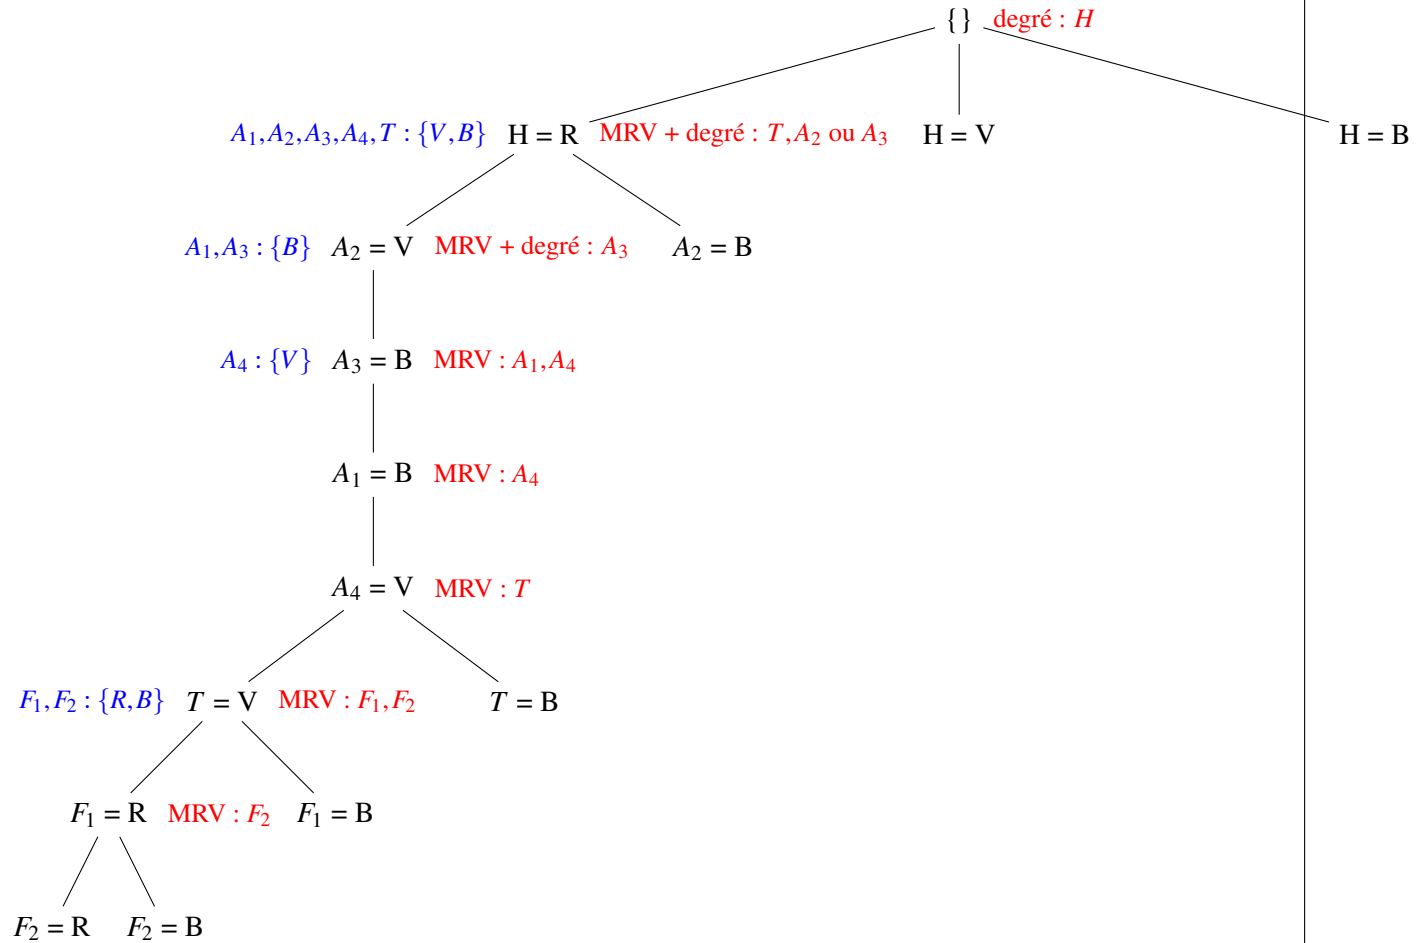 {} degré : H
A₁, A₂, A₃, A₄, T : {V, B} H = R MRV + degré : T, A₂ ou A₃ H = V H = B
A₁, A₃ : {B} A₂ = V MRV + degré : A₃ A₂ = B
A₄ : {V} A₃ = B MRV : A₁, A₄
A₁ = B MRV : A₄
A₄ = V MRV : T
F₁, F₂ : {R, B} T = V MRV : F₁, F₂ T = B
F₁ = R MRV : F₂ F₁ = B
F₂ = R F₂ = B